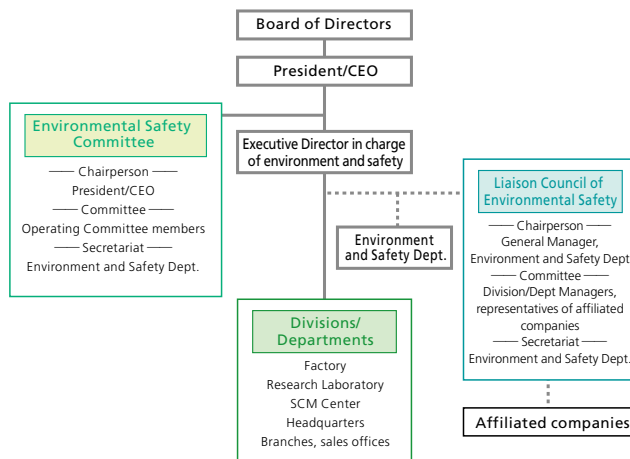 Board of Directors
President/CEO
Environmental Safety
Committee
Chairperson
President/CEO
Committee
Operating Committee members
Secretariat
Environment and Safety Dept.
Executive Director in charge
of environment and safety
Environment
and Safety Dept.
Liaison Council of
Environmental Safety
Chairperson
General Manager,
Environment and Safety Dept
Committee
Division/Dept Managers,
representatives of affiliated
companies
Secretariat
Environment and Safety Dept.
Divisions/
Departments
Factory
Research Laboratory
SCM Center
Headquarters
Branches, sales offices
Affiliated companies